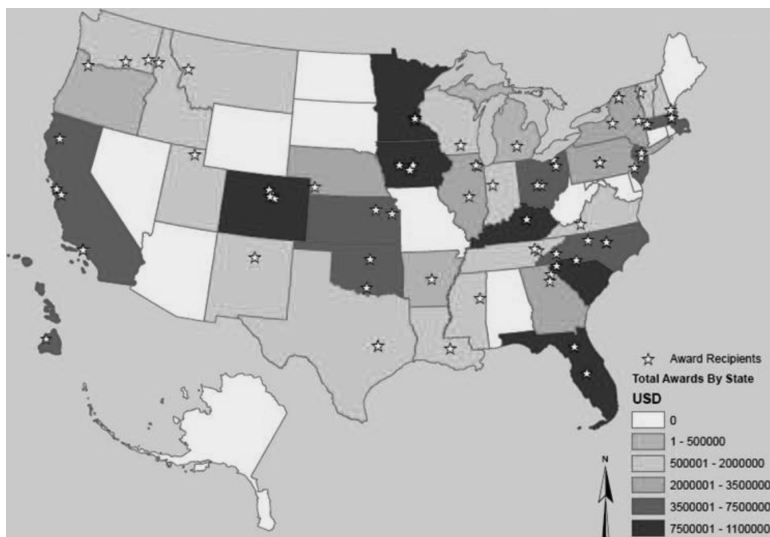 Award Recipients
Total Awards By State
USD
0
1 - 500000
500001 - 2000000
2000001 - 3500000
3500001 - 7500000
7500001 - 1100000
N